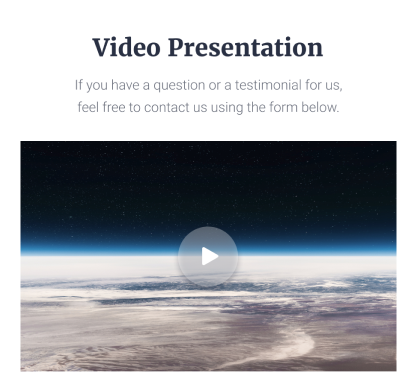 Video Presentation
If you have a question or a testimonial for us,
feel free to contact us using the form below.